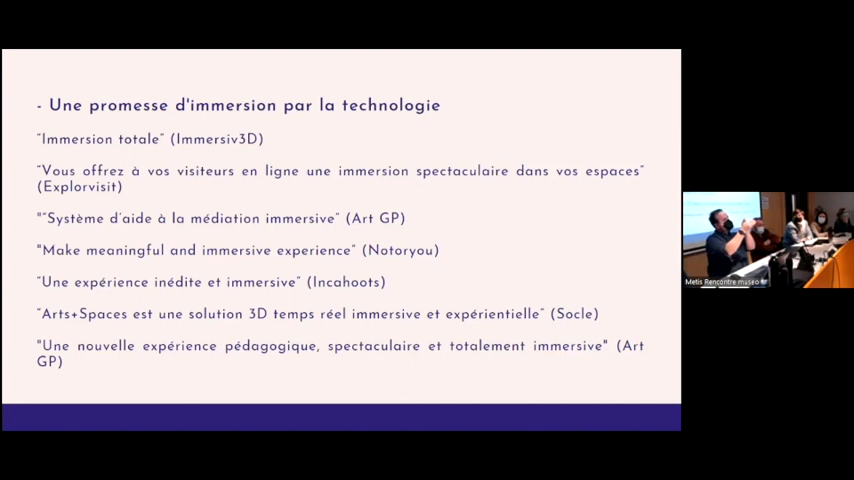 - Une promesse d'immersion par la technologie
"Immersion totale" (Immersiv3D)
"Vous offrez à vos visiteurs en ligne une immersion spectaculaire dans vos espaces"
(Explorvisit)
""Système d'aide à la médiation immersive" (Art GP)
"Make meaningful and immersive experience" (Notoryou)
"Une expérience inédite et immersive" (Incahoots)
"Arts+Spaces est une solution 3D temps réel immersive et expérientielle" (Socle)
"Une nouvelle expérience pédagogique, spectaculaire et totalement immersive" (Art
GP)
Metis Rencontre museo